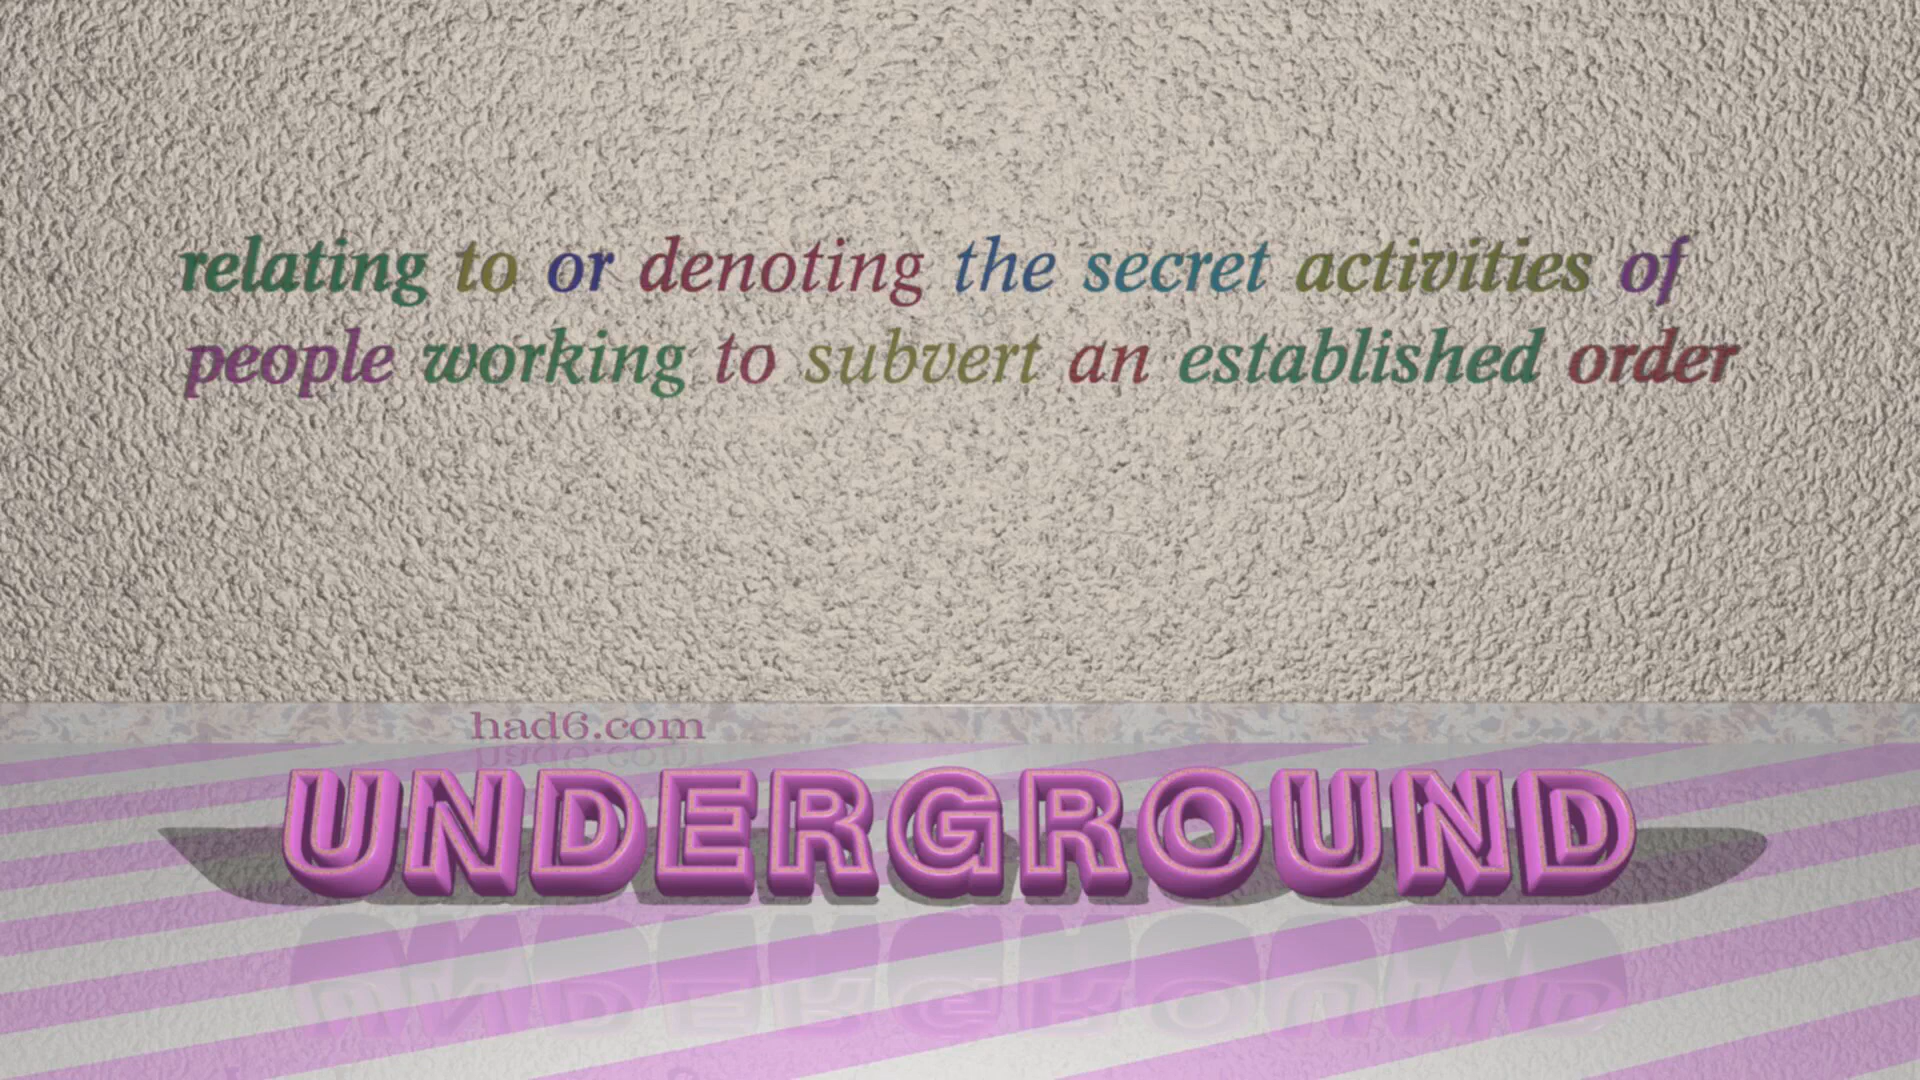 relating to or denoting the secret activities of
people working to subvert an established order
had6.com
UNDERGROUND